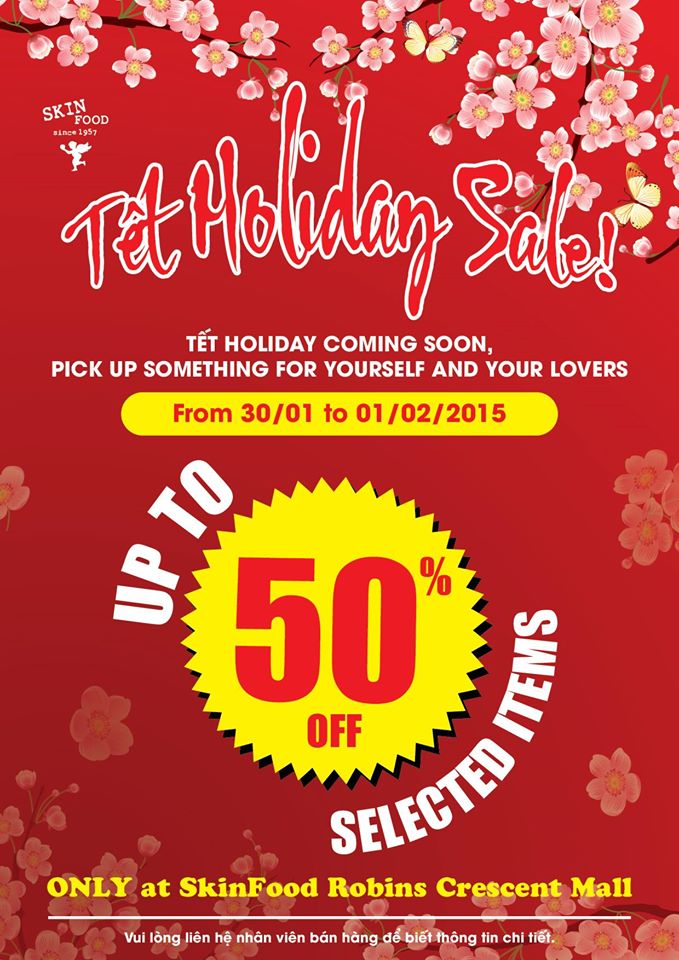 SKIN
FOOD
since 1957
Tết Holiday Sale!
TẾT HOLIDAY COMING SOON,
PICK UP SOMETHING FOR YOURSELF AND YOUR LOVERS
From 30/01 to 01/02/2015
UP TO
50%
OFF
SELECTED ITEMS
ONLY at SkinFood Robins Crescent Mall
Vui lòng liên hệ nhân viên bán hàng để biết thông tin chi tiết.